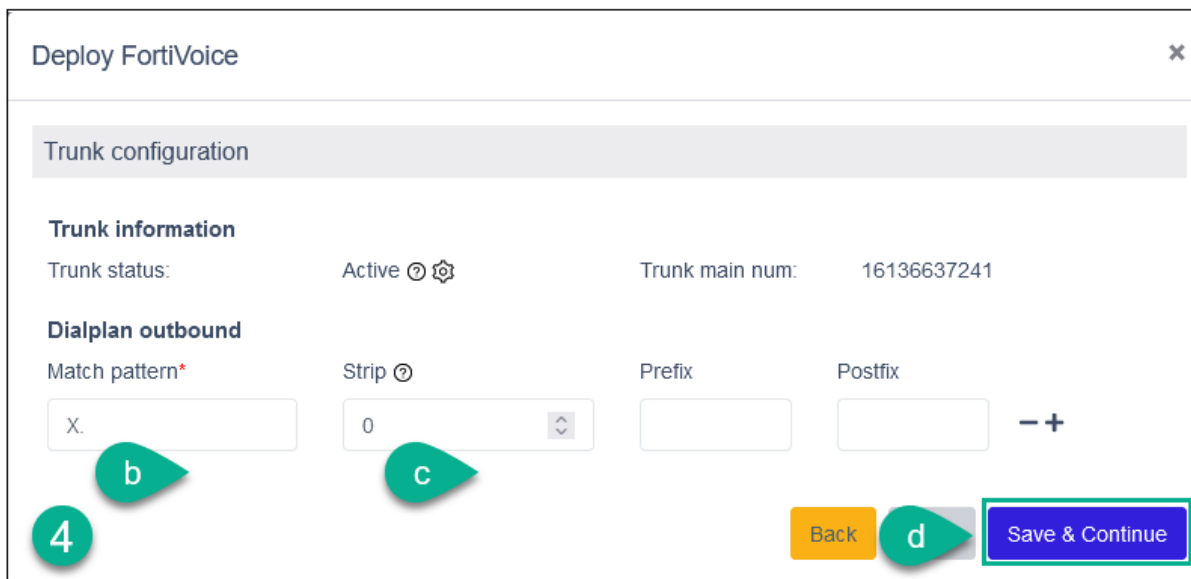 Deploy FortiVoice ×
Trunk configuration
Trunk information
Trunk status: Active Trunk main num: 16136637241
Dialplan outbound
Match pattern* Strip Prefix Postfix
X. 0
b c
4 Back d Save & Continue